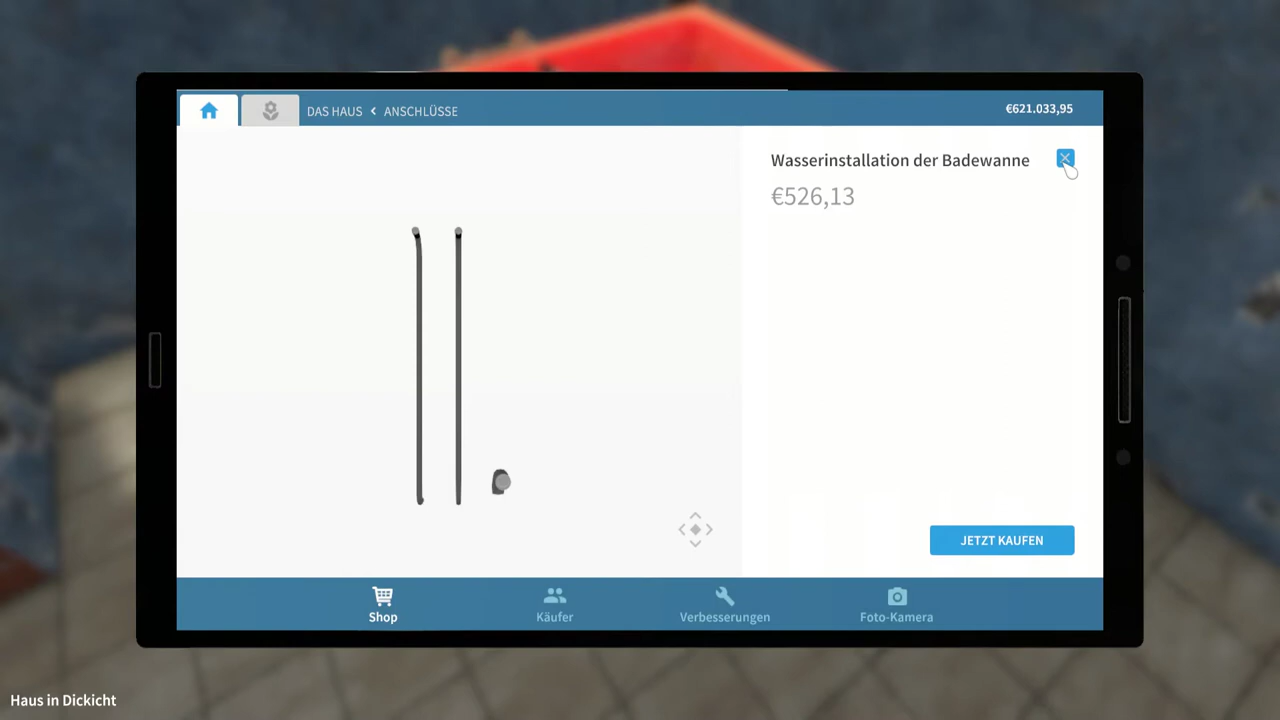 DAS HAUS < ANSCHLÜSSE
€621.033,95
Wasserinstallation der Badewanne
€526,13
JETZT KAUFEN
Shop
Käufer
Verbesserungen
Foto-Kamera
Haus in Dickicht